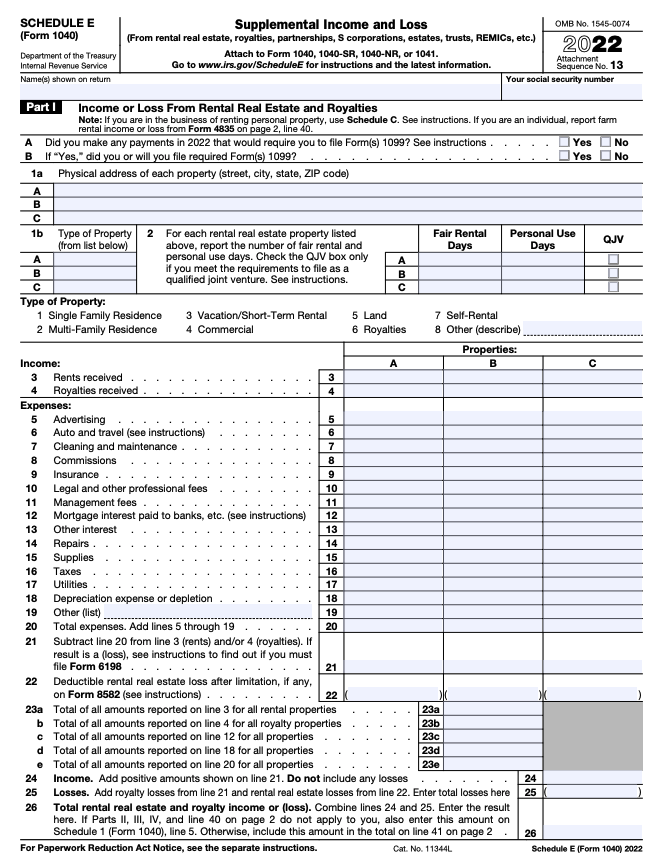 SCHEDULE E
(Form 1040)
Department of the Treasury
Internal Revenue Service
Supplemental Income and Loss
(From rental real estate, royalties, partnerships, S corporations, estates, trusts, REMICs, etc.)
Attach to Form 1040, 1040-SR, 1040-NR, or 1041.
Go to www.irs.gov/ScheduleE for instructions and the latest information.
OMB No. 1545-0074
2022
Attachment
Sequence No. 13
Name(s) shown on return
Your social security number
Part I Income or Loss From Rental Real Estate and Royalties
Note: If you are in the business of renting personal property, use Schedule C. See instructions. If you are an individual, report farm
rental income or loss from Form 4835 on page 2, line 40.
A Did you make any payments in 2022 that would require you to file Form(s) 1099? See instructions . . . . . Yes No
B If “Yes,” did you or will you file required Form(s) 1099? . . . . . . . . . . . . . . . . . . Yes No
1a Physical address of each property (street, city, state, ZIP code)
A
B
C
1b Type of Property
(from list below)
A
B
C
2 For each rental real estate property listed
above, report the number of fair rental and
personal use days. Check the QJV box only
if you meet the requirements to file as a
qualified joint venture. See instructions.
Fair Rental
Days
Personal Use
Days
QJV
A
B
C
Type of Property:
1 Single Family Residence 3 Vacation/Short-Term Rental 5 Land 7 Self-Rental
2 Multi-Family Residence 4 Commercial 6 Royalties 8 Other (describe)
Properties:
Income: A B C
3 Rents received . . . . . . . . . . . . . . 3
4 Royalties received . . . . . . . . . . . . . 4
Expenses:
5 Advertising . . . . . . . . . . . . . . . 5
6 Auto and travel (see instructions) . . . . . . . . 6
7 Cleaning and maintenance . . . . . . . . . . 7
8 Commissions . . . . . . . . . . . . . . 8
9 Insurance . . . . . . . . . . . . . . . 9
10 Legal and other professional fees . . . . . . . . 10
11 Management fees . . . . . . . . . . . . . 11
12 Mortgage interest paid to banks, etc. (see instructions) 12
13 Other interest . . . . . . . . . . . . . . 13
14 Repairs . . . . . . . . . . . . . . . . 14
15 Supplies . . . . . . . . . . . . . . . . 15
16 Taxes . . . . . . . . . . . . . . . . . 16
17 Utilities . . . . . . . . . . . . . . . . 17
18 Depreciation expense or depletion . . . . . . . . 18
19 Other (list) 19
20 Total expenses. Add lines 5 through 19 . . . . . . 20
21 Subtract line 20 from line 3 (rents) and/or 4 (royalties). If
result is a (loss), see instructions to find out if you must
file Form 6198 . . . . . . . . . . . . . . 21
22 Deductible rental real estate loss after limitation, if any,
on Form 8582 (see instructions) . . . . . . . . . 22 ( ) ( ) ( )
23a Total of all amounts reported on line 3 for all rental properties . . . . 23a
b Total of all amounts reported on line 4 for all royalty properties . . . . 23b
c Total of all amounts reported on line 12 for all properties . . . . . . 23c
d Total of all amounts reported on line 18 for all properties . . . . . . 23d
e Total of all amounts reported on line 20 for all properties . . . . . . 23e
24 Income. Add positive amounts shown on line 21. Do not include any losses . . . . . . . 24
25 Losses. Add royalty losses from line 21 and rental real estate losses from line 22. Enter total losses here 25 ( )
26 Total rental real estate and royalty income or (loss). Combine lines 24 and 25. Enter the result
here. If Parts II, III, IV, and line 40 on page 2 do not apply to you, also enter this amount on
Schedule 1 (Form 1040), line 5. Otherwise, include this amount in the total on line 41 on page 2 . 26
For Paperwork Reduction Act Notice, see the separate instructions. Cat. No. 11344L Schedule E (Form 1040) 2022